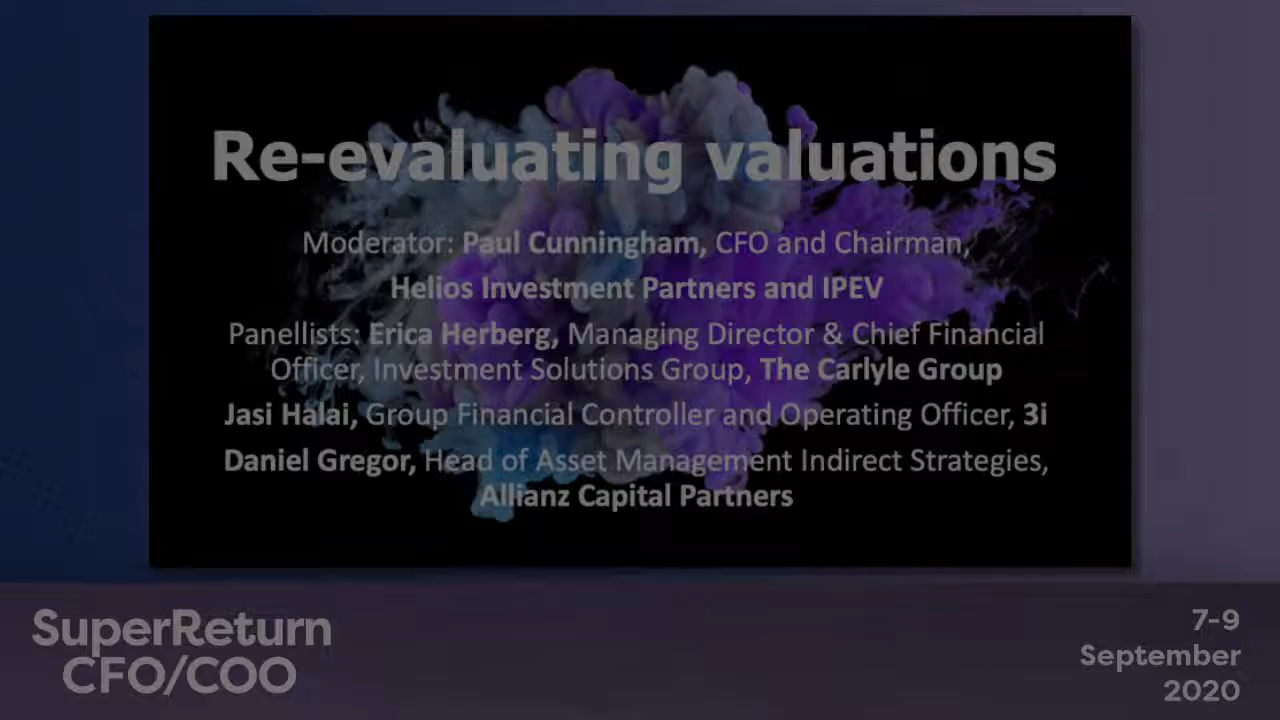 Re-evaluating valuations
Moderator: Paul Cunningham, CFO and Chairman,
Helios Investment Partners and IPEV
Panellists: Erica Herberg, Managing Director & Chief Financial
Officer, Investment Solutions Group, The Carlyle Group
Jasi Halai, Group Financial Controller and Operating Officer, 3i
Daniel Gregor, Head of Asset Management Indirect Strategies,
Allianz Capital Partners
SuperReturn
CFO/COO
7-9
September
2020